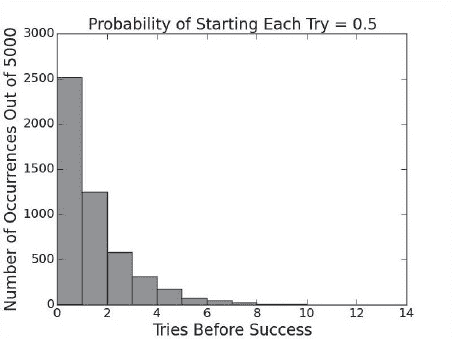 Probability of Starting Each Try = 0.5
Number of Occurrences Out of 5000
3000
2500
2000
1500
1000
500
0
0 2 4 6 8 10 12 14
Tries Before Success